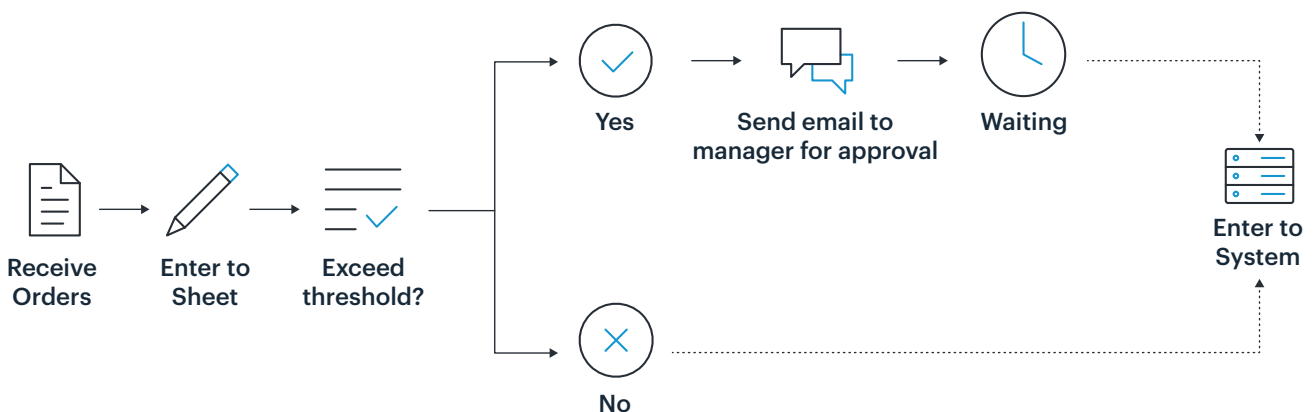 Receive
Orders
Enter to
Sheet
Exceed
threshold?
Yes
Send email to
manager for approval
Waiting
No
Enter to
System